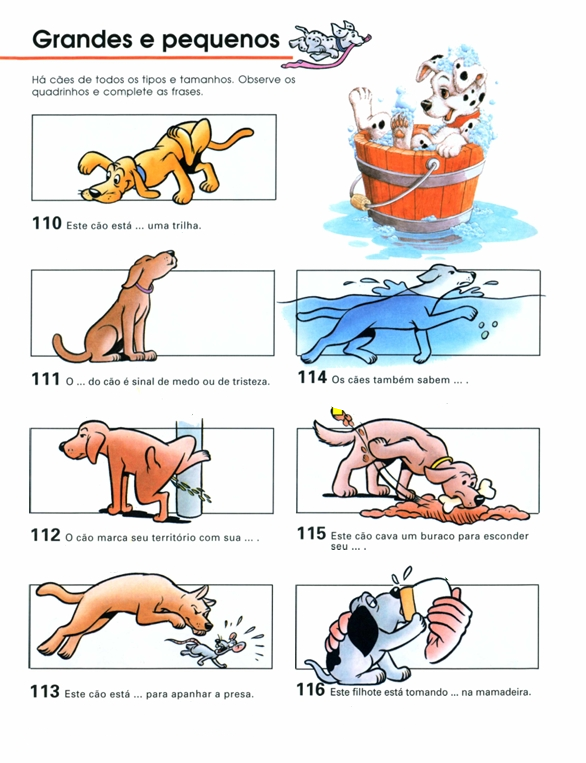 Grandes e pequenos
Há cães de todos os tipos e tamanhos. Observe os
quadrinhos e complete as frases.
110 Este cão está ... uma trilha.
111 O ... do cão é sinal de medo ou de tristeza.
112 O cão marca seu território com sua ... .
113 Este cão está ... para apanhar a presa.
114 Os cães também sabem ... .
115 Este cão cava um buraco para esconder
seu ... .
116 Este filhote está tomando ... na mamadeira.